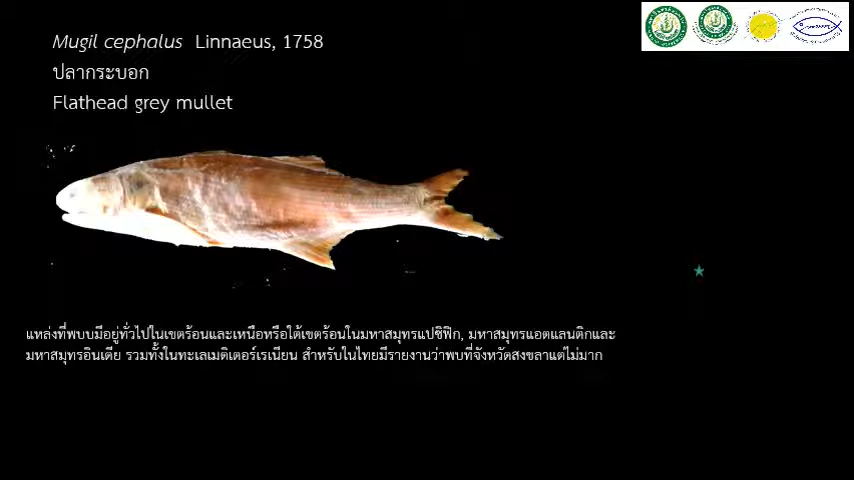 Mugil cephalus Linnaeus, 1758
ปลากระบอก
Flathead grey mullet
แหล่งที่พบบมีอยู่ทั่วไปในเขตร้อนและเหนือหรือใต้เขตร้อนในมหาสมุทรแปซิฟิก, มหาสมุทรแอตแลนติกและ
มหาสมุทรอินเดีย รวมทั้งในทะเลเมดิเตอร์เรเนียน สำหรับในไทยมีรายงานว่าพบที่จังหวัดสงขลาแต่ไม่มาก